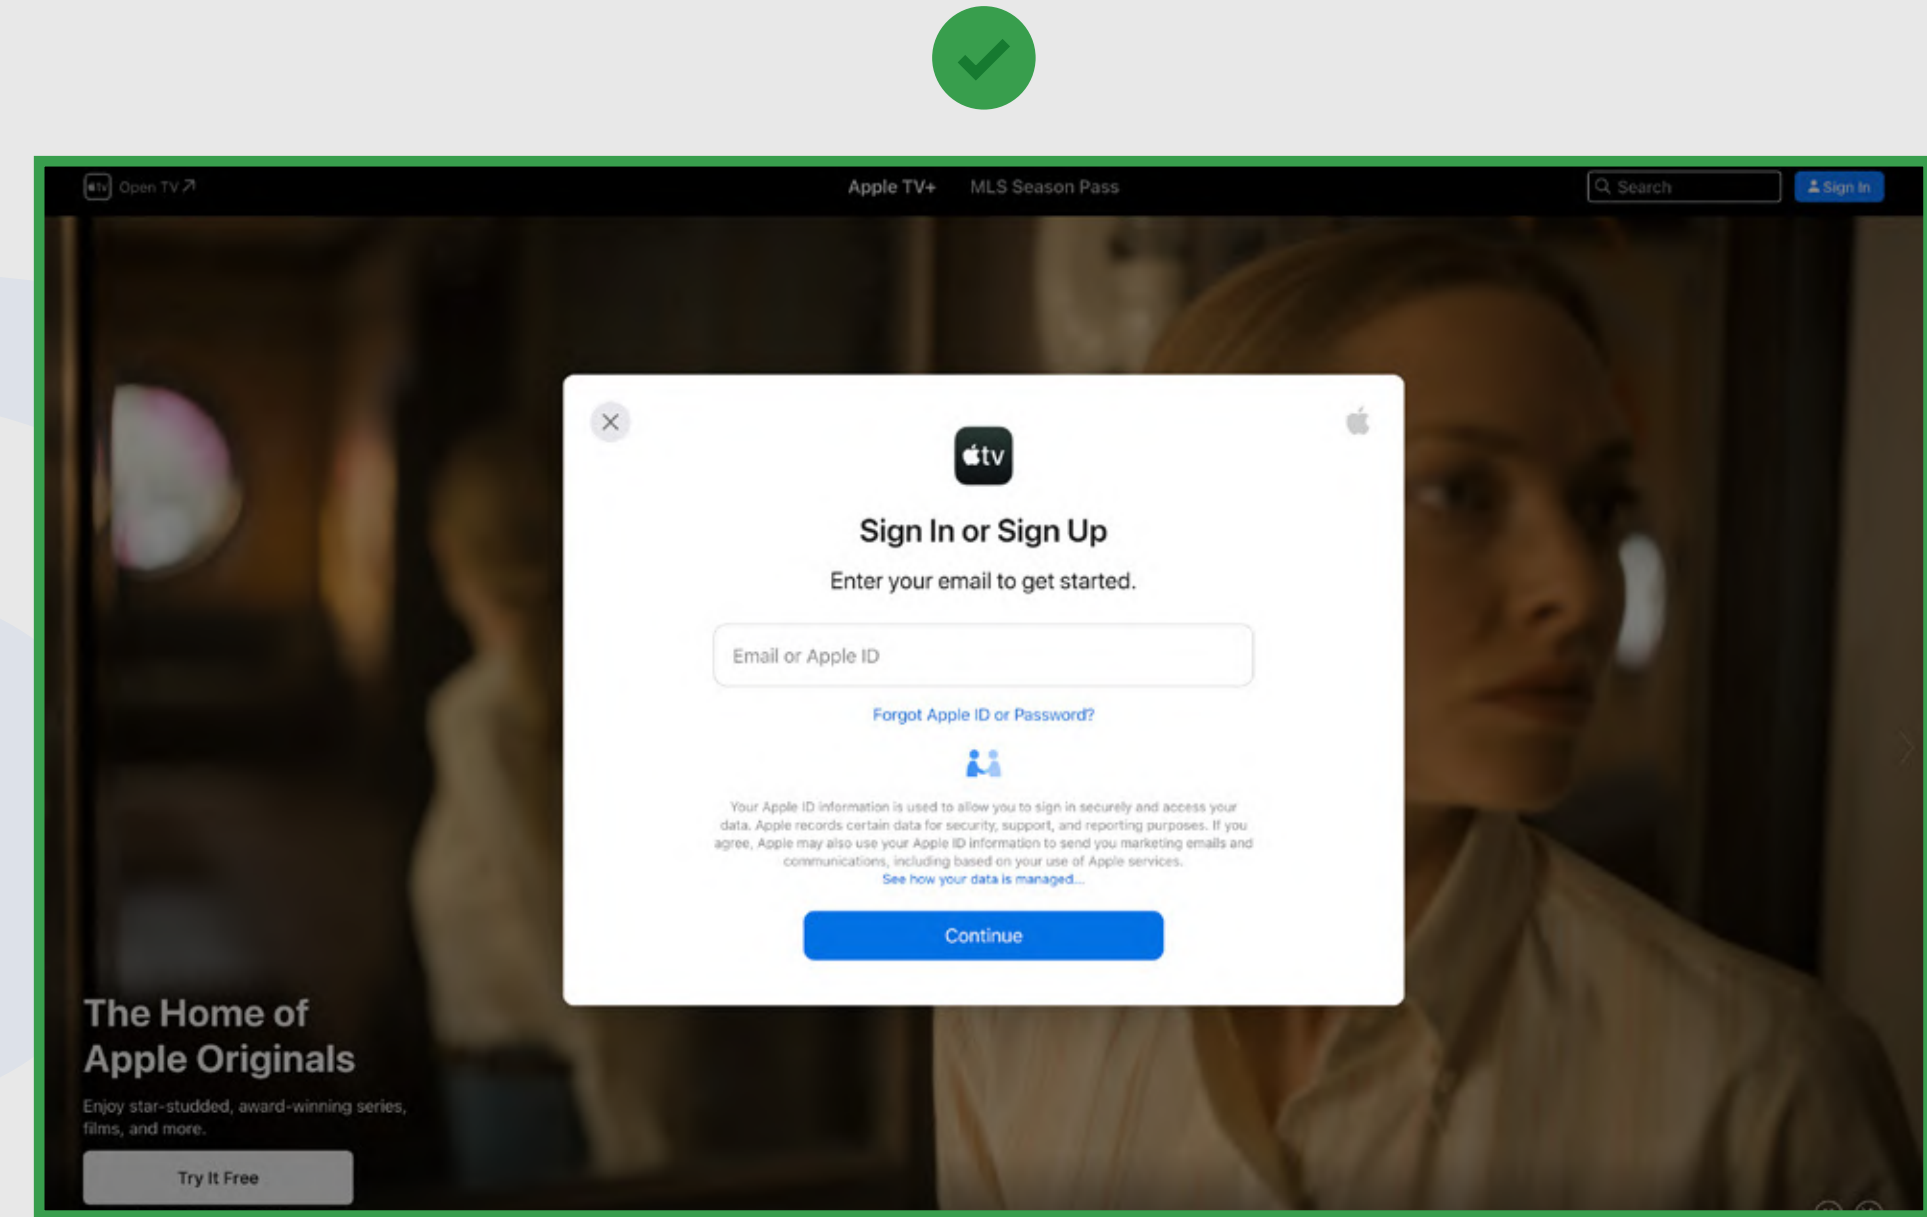 tv Open TV
Apple TV+ MLS Season Pass
Search
Sign In
tv
Sign In or Sign Up
Enter your email to get started.
Email or Apple ID
Forgot Apple ID or Password?
Your Apple ID information is used to allow you to sign in securely and access your
data. Apple records certain data for security, support, and reporting purposes. If you
agree, Apple may also use your Apple ID information to send you marketing emails and
communications, including based on your use of Apple services.
See how your data is managed...
Continue
The Home of
Apple Originals
Enjoy star-studded, award-winning series,
films, and more.
Try It Free